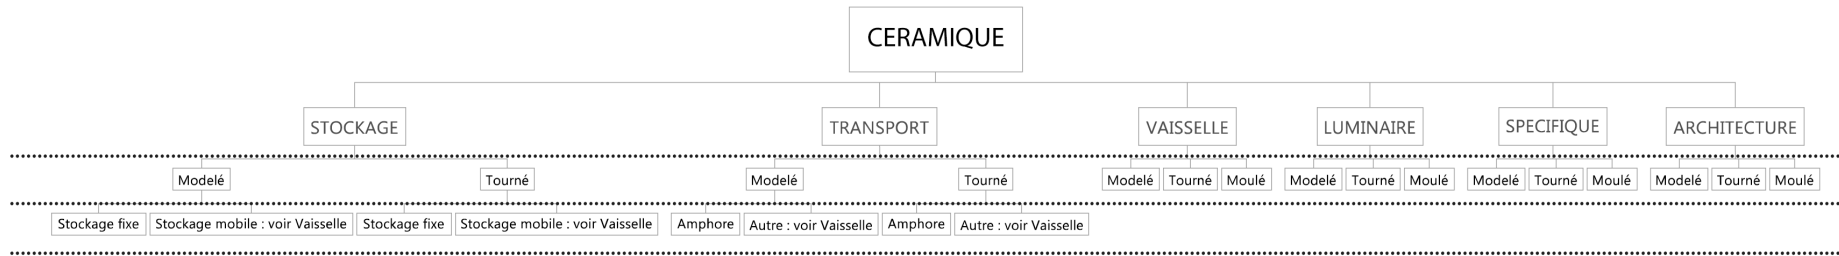 CERAMIQUE
STOCKAGE
TRANSPORT
VAISSELLE
LUMINAIRE
SPECIFIQUE
ARCHITECTURE
Modelé
Tourné
Modelé
Tourné
Modelé
Tourné
Moulé
Modelé
Tourné
Moulé
Modelé
Tourné
Moulé
Modelé
Tourné
Moulé
Stockage fixe
Stockage mobile : voir Vaisselle
Stockage fixe
Stockage mobile : voir Vaisselle
Amphore
Autre : voir Vaisselle
Amphore
Autre : voir Vaisselle